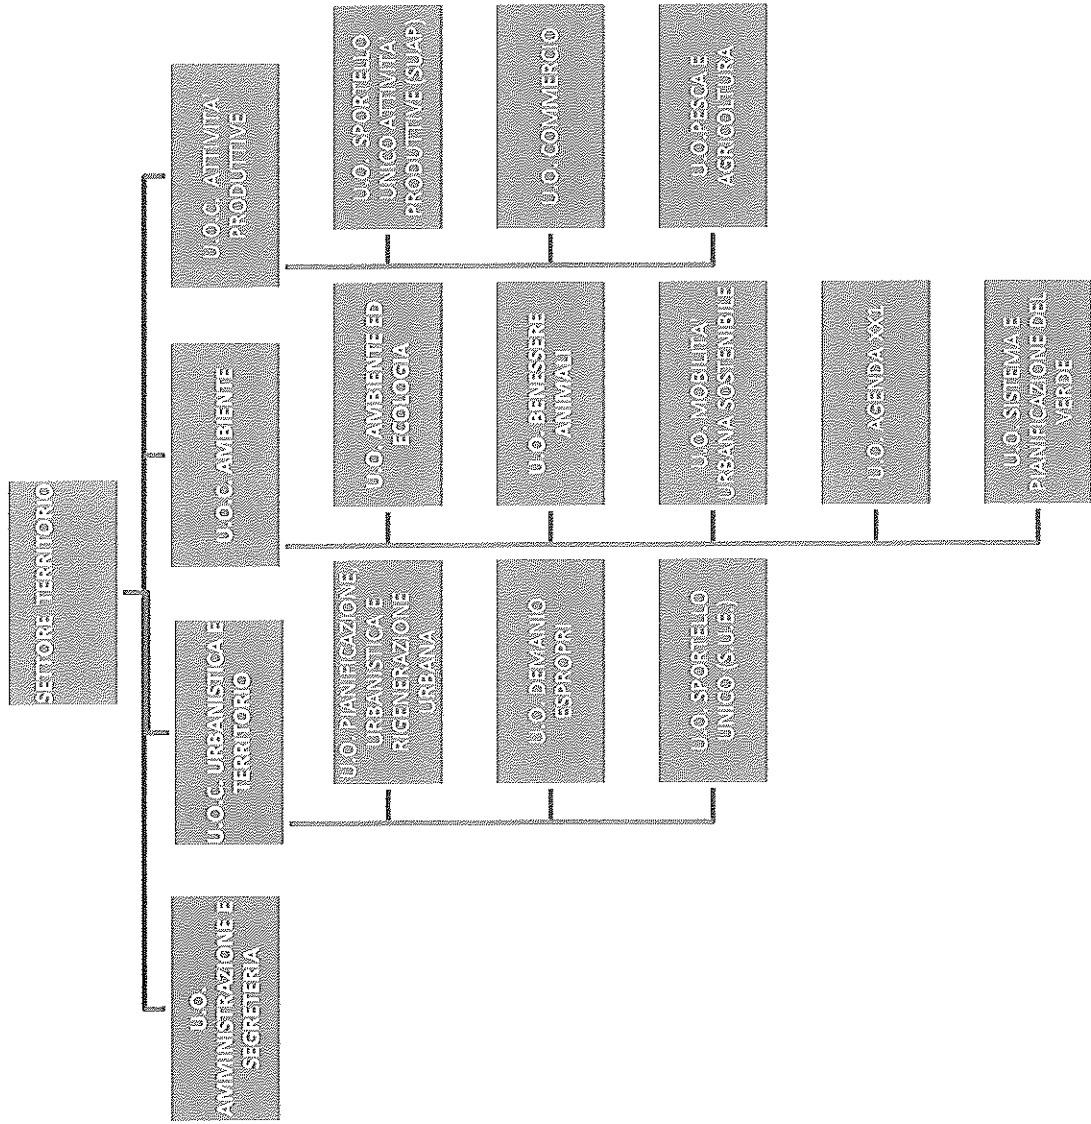 SETTORE TERRITORIO
U.O.
AMMINISTRAZIONE E
SEGRETERIA
U.O.C. URBANISTICA E
TERRITORIO
U.O. PIANIFICAZIONE,
URBANISTICA E
RIGENERAZIONE
URBANA
U.O. DEMANIO
ESPROPRI
U.O. SPORTELLO
UNICO (S.U.E.)
U.O.C. AMBIENTE
U.O. AMBIENTE ED
ECOLOGIA
U.O. BENESSERE
ANIMALI
U.O. MOBILITA'
URBANA SOSTENIBILE
U.O. AGENDA XX1
U.O. SISTEMA E
PIANIFICAZIONE DEL
VERDE
U.O.C. ATTIVITA'
PRODUTTIVE
U.O. SPORTELLO
UNICO ATTIVITA'
PRODUTTIVE (SUAP)
U.O. COMMERCIO
U.O. PESCA E
AGRICOLTURA